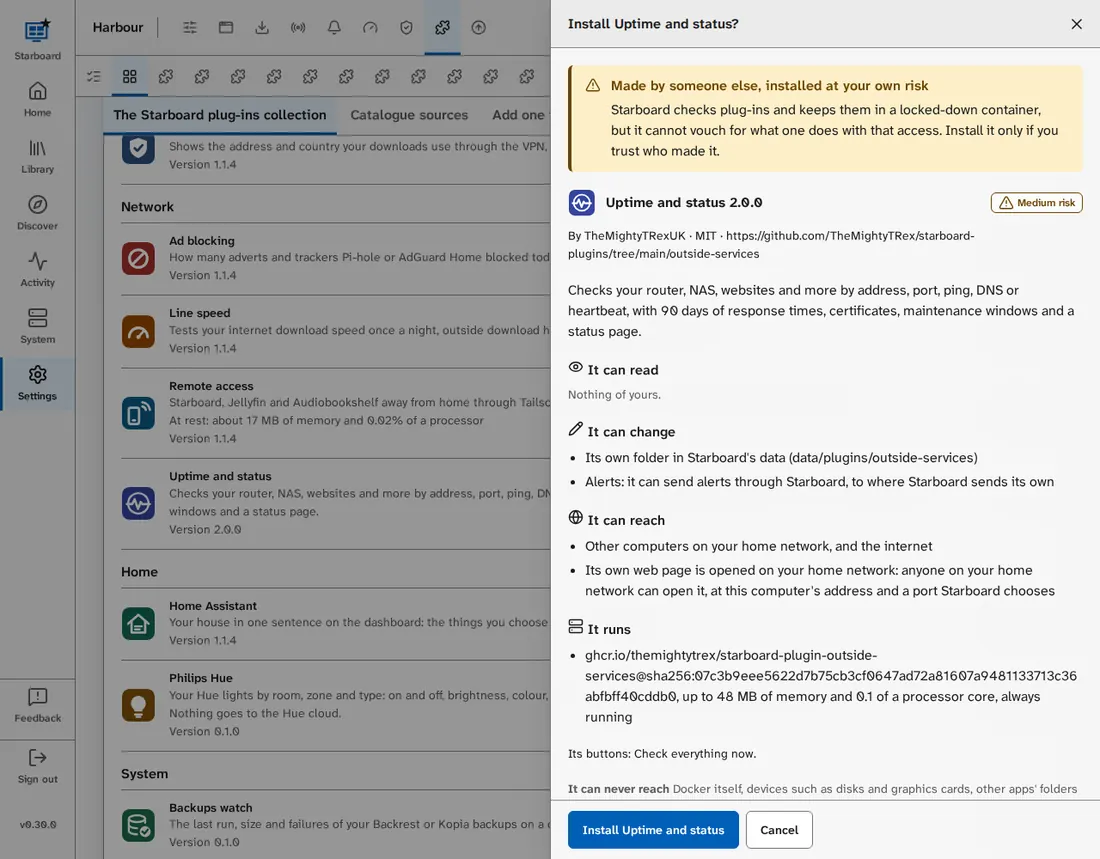 Starboard
Home
Library
Discover
Activity
System
Settings
Feedback
Sign out
v0.30.0
Harbour
The Starboard plug-ins collection
Catalogue sources
Add one
Shows the address and country your downloads use through the VPN,
Version 1.1.4
Network
Ad blocking
How many adverts and trackers Pi-hole or AdGuard Home blocked tod
Version 1.1.4
Line speed
Tests your internet download speed once a night, outside download h
Version 1.1.4
Remote access
Starboard, Jellyfin and Audiobookshelf away from home through Tailsc
At rest: about 17 MB of memory and 0.02% of a processor
Version 1.1.4
Uptime and status
Checks your router, NAS, websites and more by address, port, ping, DN
windows and a status page.
Version 2.0.0
Home
Home Assistant
Your house in one sentence on the dashboard: the things you choose
Version 1.1.4
Philips Hue
Your Hue lights by room, zone and type: on and off, brightness, colour,
Nothing goes to the Hue cloud.
Version 0.1.0
System
Backups watch
The last run, size and failures of your Backrest or Kopia backups on a
Version 0.1.0
Install Uptime and status?
Made by someone else, installed at your own risk
Starboard checks plug-ins and keeps them in a locked-down container,
but it cannot vouch for what one does with that access. Install it only if you
trust who made it.
Uptime and status 2.0.0
Medium risk
By TheMightyTRexUK · MIT · https://github.com/TheMightyTRex/starboard-
plugins/tree/main/outside-services
Checks your router, NAS, websites and more by address, port, ping, DNS or
heartbeat, with 90 days of response times, certificates, maintenance windows and a
status page.
It can read
Nothing of yours.
It can change
• Its own folder in Starboard's data (data/plugins/outside-services)
• Alerts: it can send alerts through Starboard, to where Starboard sends its own
It can reach
• Other computers on your home network, and the internet
• Its own web page is opened on your home network: anyone on your home
network can open it, at this computer's address and a port Starboard chooses
It runs
• ghcr.io/themightytrex/starboard-plugin-outside-
services@sha256:07c3b9eee5622d7b75cb3cf0647ad72a81607a9481133713c36
abfbff40cddb0, up to 48 MB of memory and 0.1 of a processor core, always
running
Its buttons: Check everything now.
It can never reach Docker itself, devices such as disks and graphics cards, other apps' folders
Install Uptime and status
Cancel